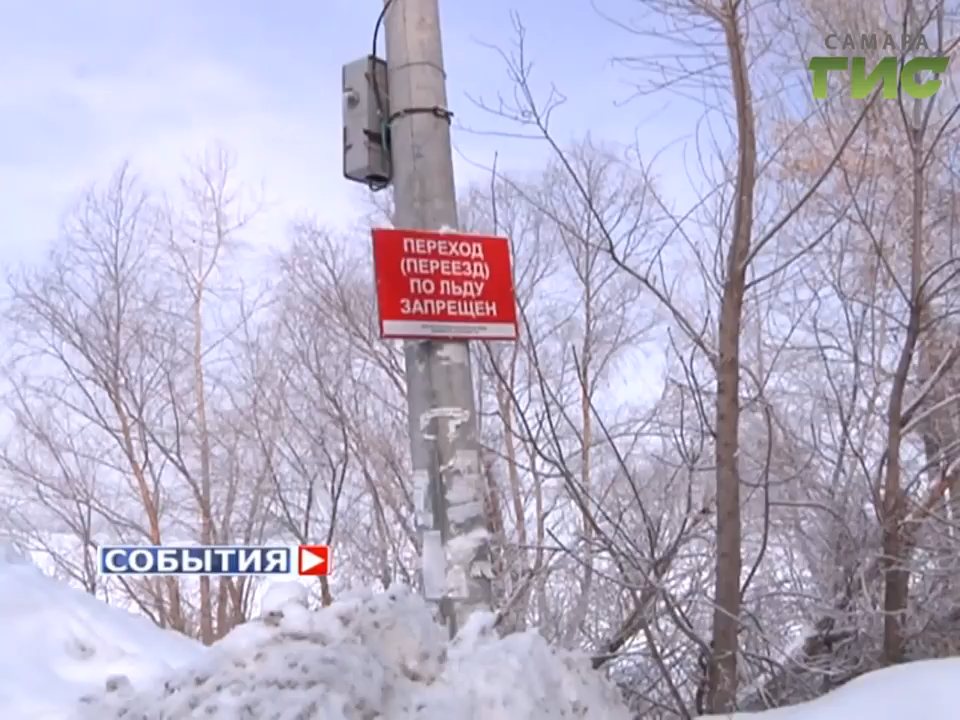 САМАРА
ГИС
ПЕРЕХОД
(ПЕРЕЕЗД)
ПО ЛЬДУ
ЗАПРЕЩЕН
СОБЫТИЯ